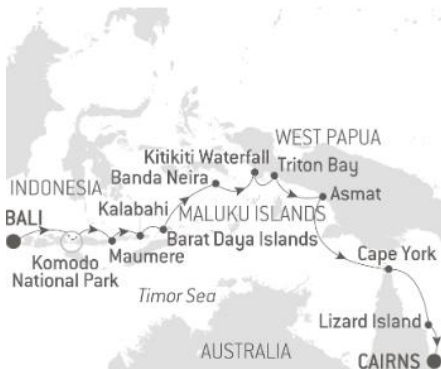 WEST PAPUA
Kitikiti Waterfall
Triton Bay
Banda Neira
INDONESIA
Asmat
Kalabahi
MALUKU ISLANDS
BALI
Barat Daya Islands
Komodo
National Park
Maumere
Cape York
Timor Sea
Lizard Island
AUSTRALIA
CAIRNS